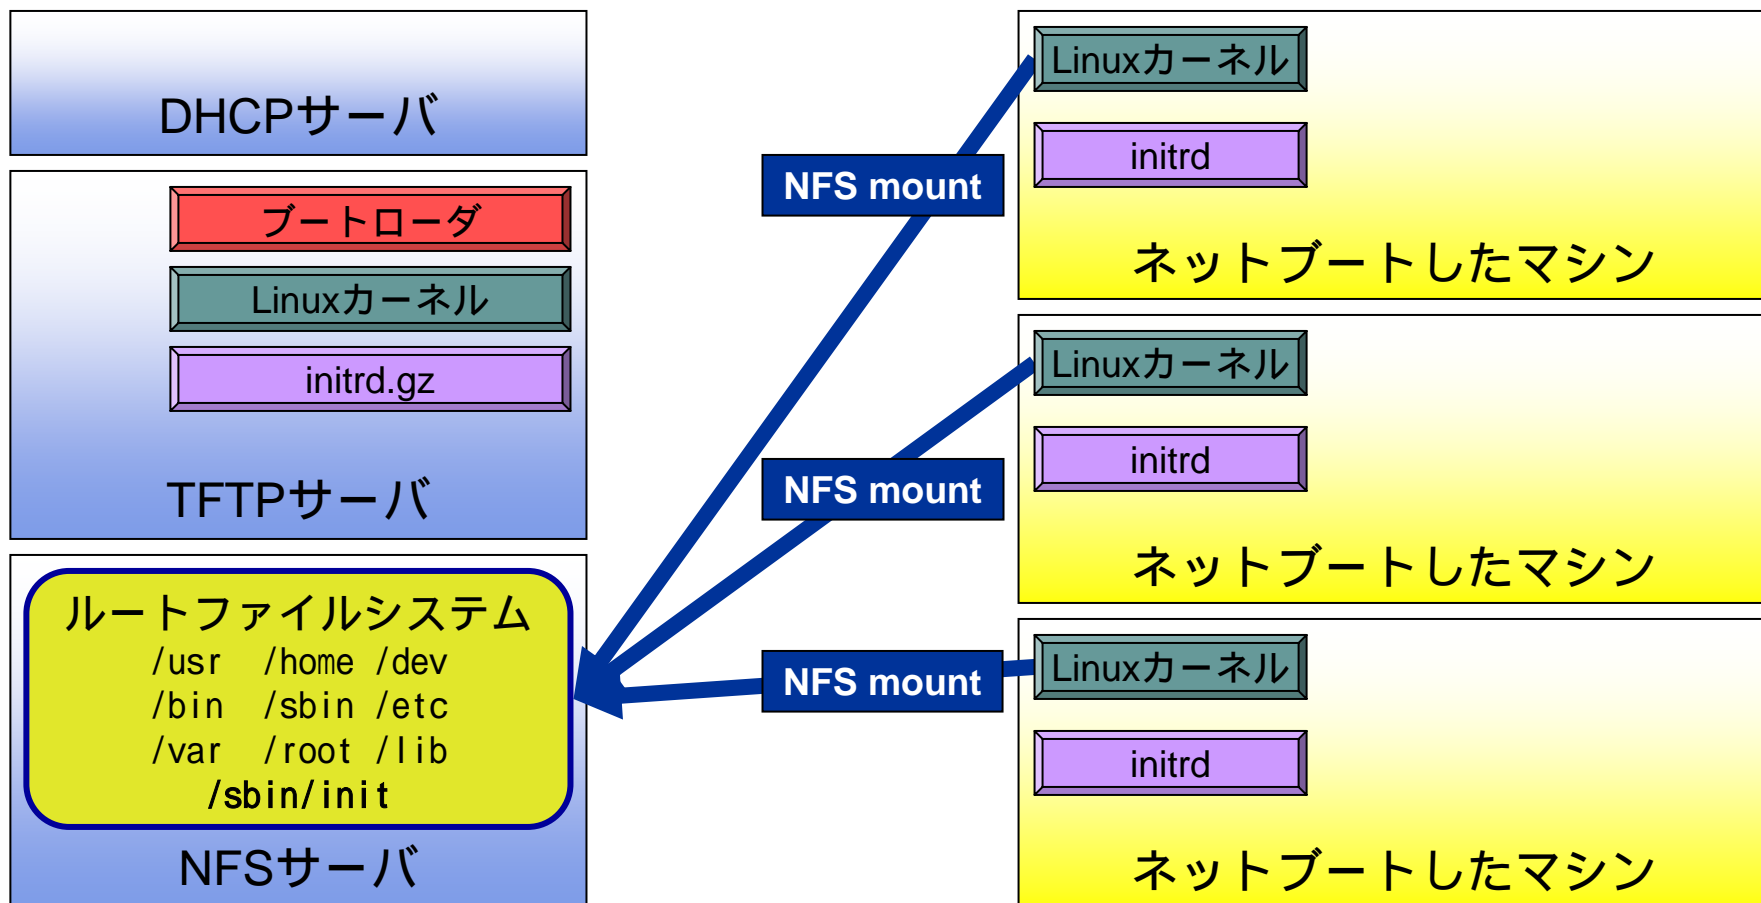 DHCPサーバ
ブートローダ
Linuxカーネル
initrd.gz
TFTPサーバ
ルートファイルシステム
/usr /home /dev
/bin /sbin /etc
/var /root /lib
/sbin/init
NFSサーバ
NFS mount
NFS mount
NFS mount
Linuxカーネル
initrd
ネットブートしたマシン
Linuxカーネル
initrd
ネットブートしたマシン
Linuxカーネル
initrd
ネットブートしたマシン